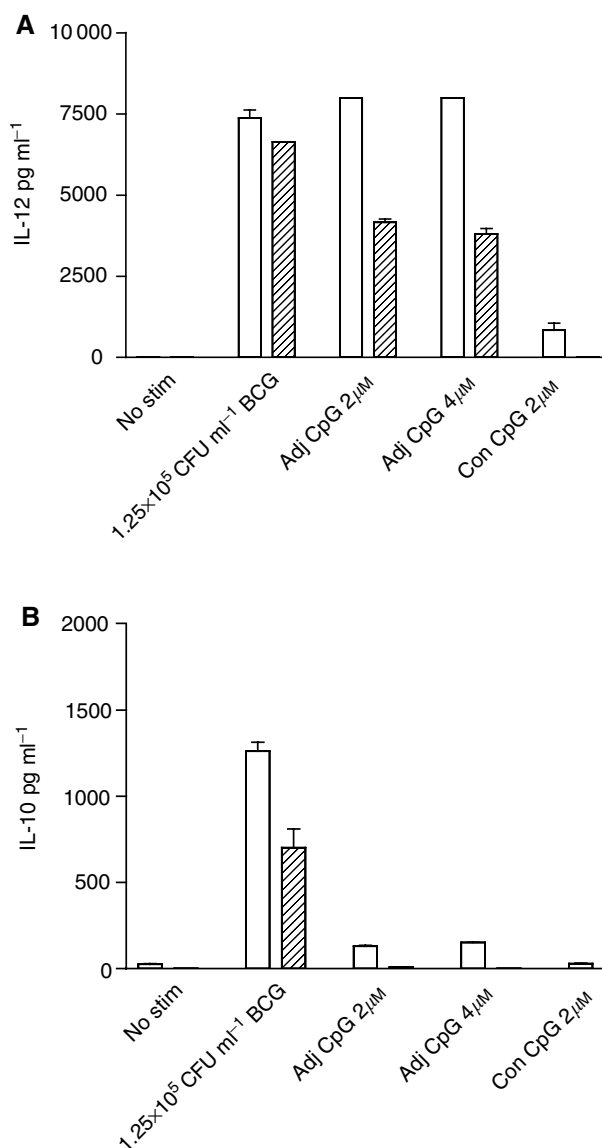 A
10 000
7500
5000
2500
0
IL-12 pg ml⁻¹
No stim
1.25×10⁵ CFU ml⁻¹ BCG
Adj CpG 2μM
Adj CpG 4μM
Con CpG 2μM
B
2000
1500
1000
500
0
IL-10 pg ml⁻¹
No stim
1.25×10⁵ CFU ml⁻¹ BCG
Adj CpG 2μM
Adj CpG 4μM
Con CpG 2μM